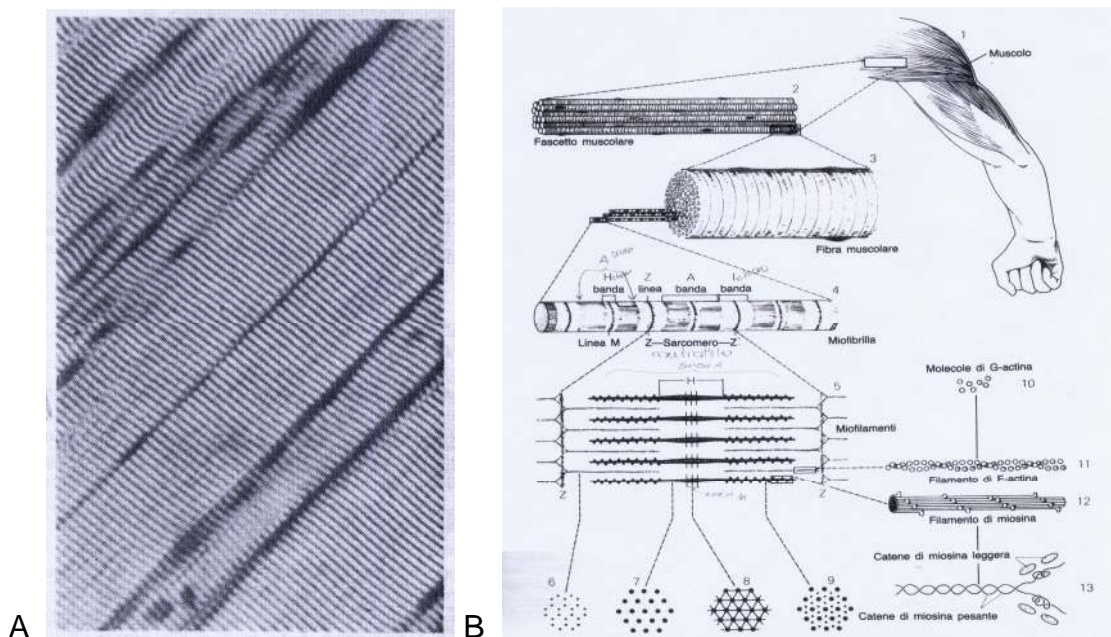 A
B
1
Muscolo
2
Fascetto muscolare
3
Fibra muscolare
A
H
banda
Z
linea
A
banda
I
banda
4
Linea M
Z—Sarcomero—Z
Miofibrilla
H
5
Miofilamenti
Z
Z
Molecole di G-actina
10
11
Filamento di F-actina
12
Filamento di miosina
Catene di miosina leggera
13
Catene di miosina pesante
6
7
8
9